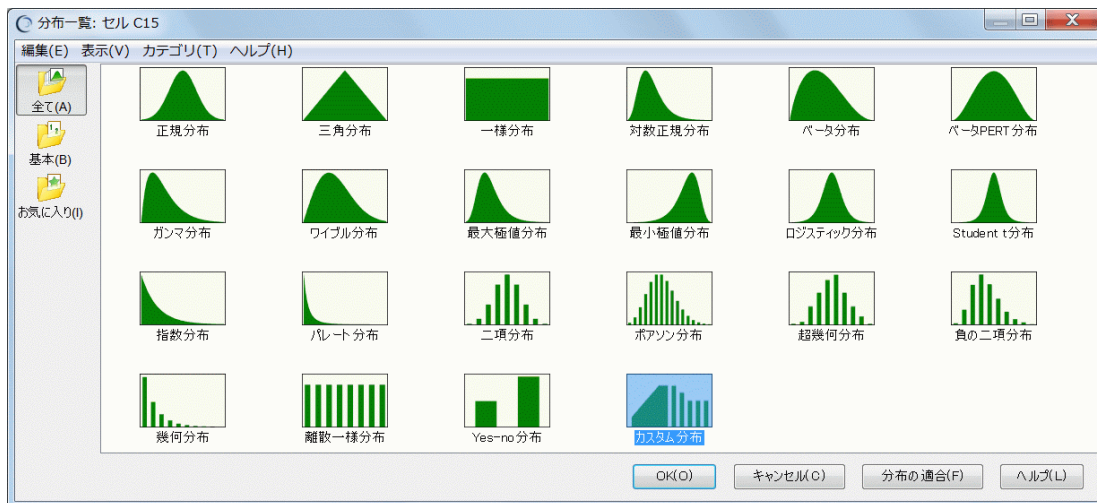 分布一覧: セル C15
編集(E) 表示(V) カテゴリ(T) ヘルプ(H)
全て(A)
基本(B)
お気に入り(I)
正規分布 三角分布 一様分布 対数正規分布 ベータ分布 ベータPERT分布
ガンマ分布 ワイブル分布 最大極値分布 最小極値分布 ロジスティック分布 Student t分布
指数分布 パレート分布 二項分布 ポアソン分布 超幾何分布 負の二項分布
幾何分布 離散一様分布 Yes-no分布 カスタム分布
OK(O) キャンセル(C) 分布の適合(F) ヘルプ(L)